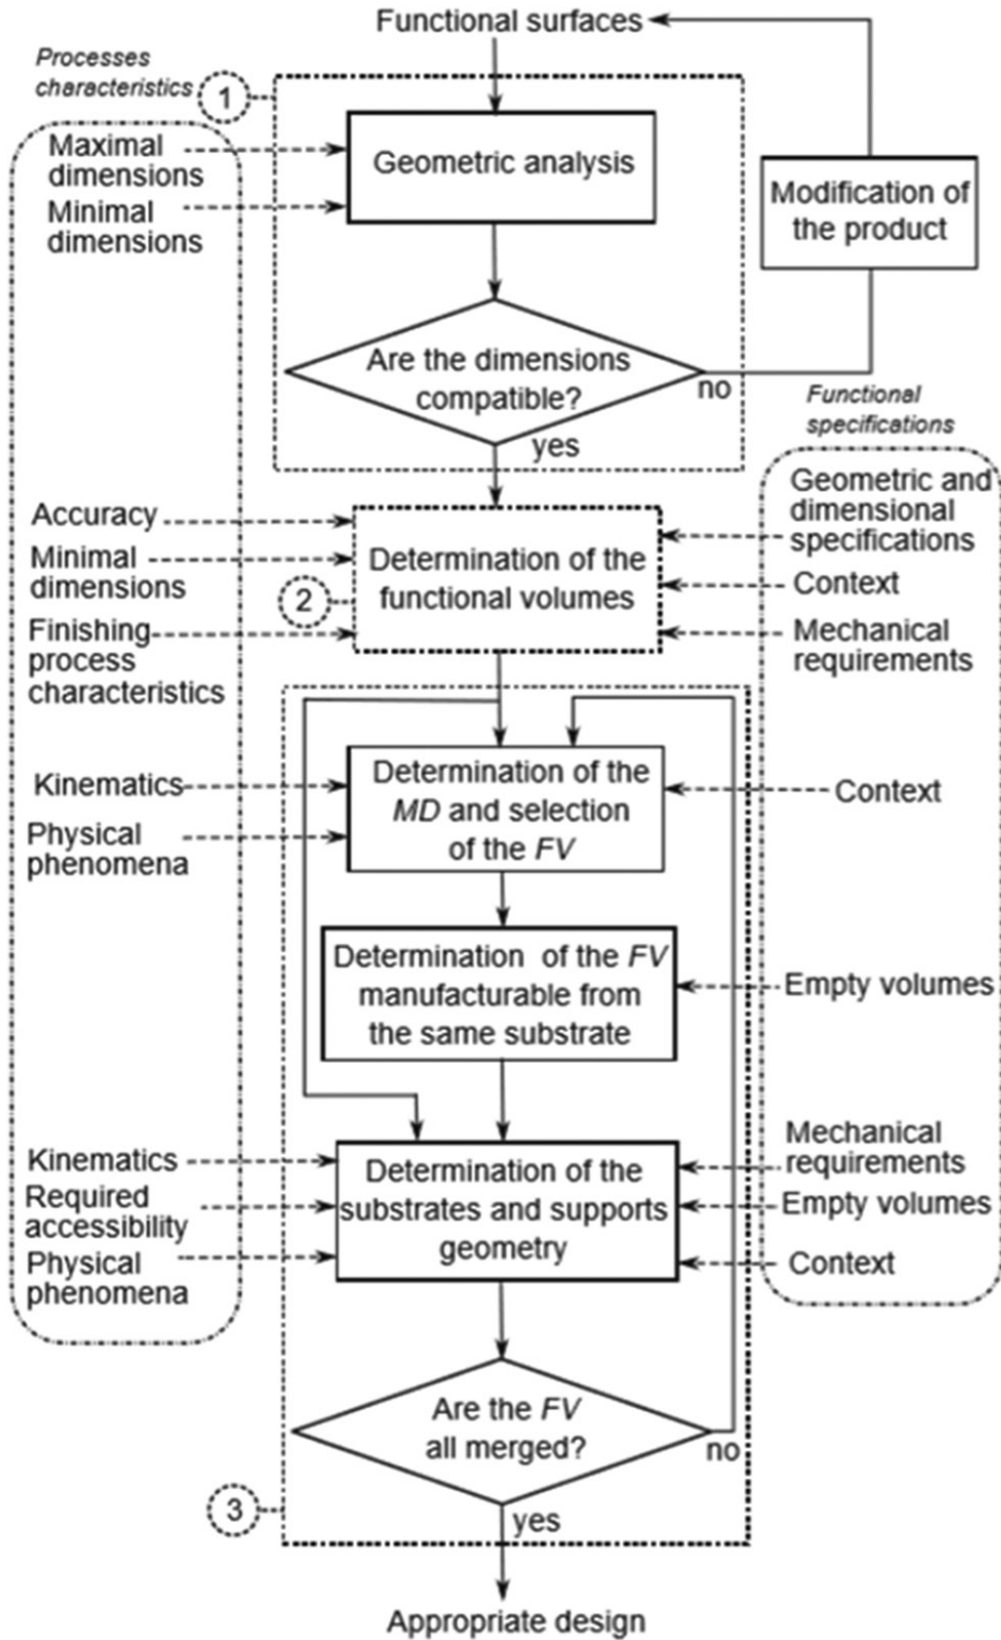 Functional surfaces
Processes
characteristics
1
Maximal
dimensions
Minimal
dimensions
Geometric analysis
Modification of
the product
Are the dimensions
compatible?
no
yes
Functional
specifications
Accuracy
Minimal
dimensions
Finishing
process
characteristics
2
Determination of the
functional volumes
Geometric and
dimensional
specifications
Context
Mechanical
requirements
Kinematics
Physical
phenomena
Determination of the
MD and selection
of the FV
Context
Determination of the FV
manufacturable from
the same substrate
Empty volumes
Kinematics
Required
accessibility
Physical
phenomena
Determination of the
substrates and supports
geometry
Mechanical
requirements
Empty volumes
Context
Are the FV
all merged?
no
3
yes
Appropriate design